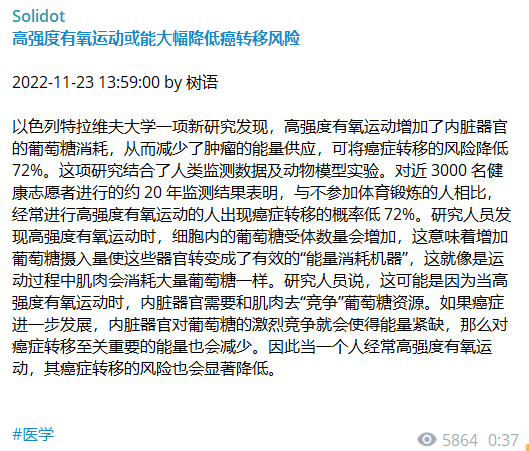 Solidot
高强度有氧运动或能大幅降低癌转移风险
2022-11-23 13:59:00 by 树语
以色列特拉维夫大学一项新研究发现，高强度有氧运动增加了内脏器官
的葡萄糖消耗，从而减少了肿瘤的能量供应，可将癌症转移的风险降低
72%。这项研究结合了人类监测数据及动物模型实验。对近 3000 名健
康志愿者进行的约 20 年监测结果表明，与不参加体育锻炼的人相比，
经常进行高强度有氧运动的人出现癌症转移的概率低 72%。研究人员发
现高强度有氧运动时，细胞内的葡萄糖受体数量会增加，这意味着增加
葡萄糖摄入量使这些器官转变成了有效的“能量消耗机器”，这就像是运
动过程中肌肉会消耗大量葡萄糖一样。研究人员说，这可能是因为当高
强度有氧运动时，内脏器官需要和肌肉去“竞争”葡萄糖资源。如果癌症
进一步发展，内脏器官对葡萄糖的激烈竞争就会使得能量紧缺，那么对
癌症转移至关重要的能量也会减少。因此当一个人经常高强度有氧运
动，其癌症转移的风险也会显著降低。
#医学
5864 0:37